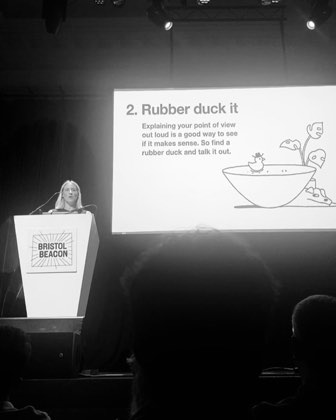 2. Rubber duck it
Explaining your point of view
out loud is a good way to see
if it makes sense. So find a
rubber duck and talk it out.
BRISTOL
BEACON